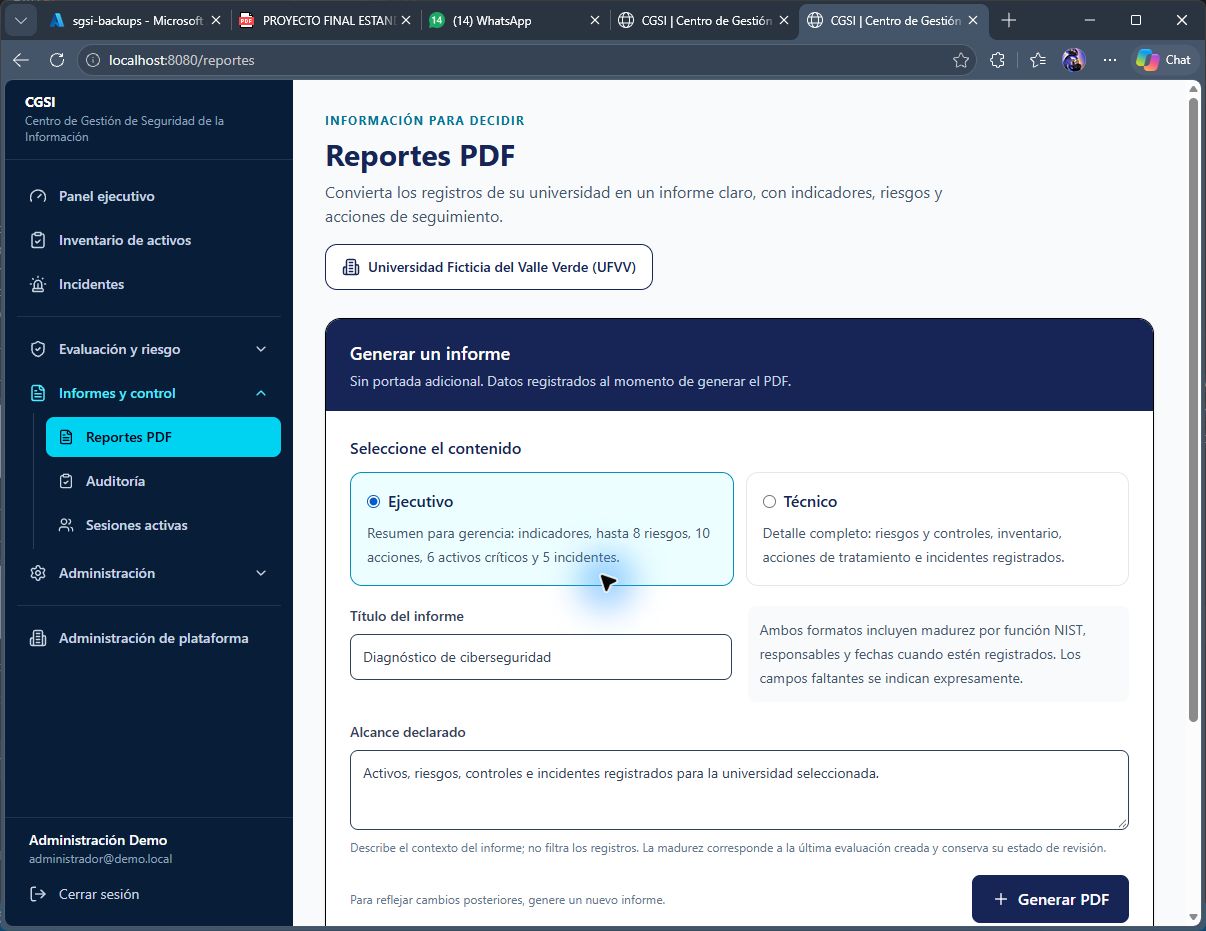 sgsi-backups - Microsoft
PROYECTO FINAL ESTAN
(14) WhatsApp
CGSI | Centro de Gestión
CGSI | Centro de Gestión
localhost:8080/reportes
Chat
CGSI
Centro de Gestión de Seguridad de la
Información
Panel ejecutivo
Inventario de activos
Incidentes
Evaluación y riesgo
Informes y control
Reportes PDF
Auditoría
Sesiones activas
Administración
Administración de plataforma
Administración Demo
administrador@demo.local
Cerrar sesión
INFORMACIÓN PARA DECIDIR
Reportes PDF
Convierta los registros de su universidad en un informe claro, con indicadores, riesgos y
acciones de seguimiento.
Universidad Ficticia del Valle Verde (UFVV)
Generar un informe
Sin portada adicional. Datos registrados al momento de generar el PDF.
Seleccione el contenido
Ejecutivo
Resumen para gerencia: indicadores, hasta 8 riesgos, 10
acciones, 6 activos críticos y 5 incidentes.
Técnico
Detalle completo: riesgos y controles, inventario,
acciones de tratamiento e incidentes registrados.
Título del informe
Diagnóstico de ciberseguridad
Ambos formatos incluyen madurez por función NIST,
responsables y fechas cuando estén registrados. Los
campos faltantes se indican expresamente.
Alcance declarado
Activos, riesgos, controles e incidentes registrados para la universidad seleccionada.
Describe el contexto del informe; no filtra los registros. La madurez corresponde a la última evaluación creada y conserva su estado de revisión.
Para reflejar cambios posteriores, genere un nuevo informe.
+ Generar PDF